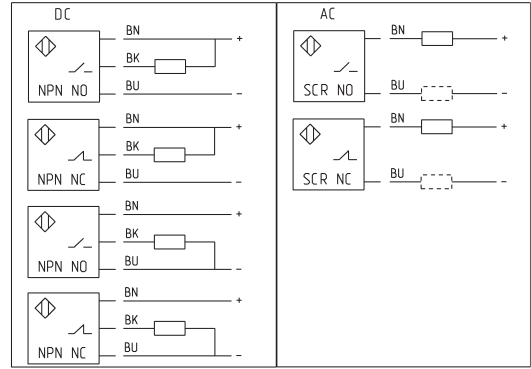 DC
BN
+
BK
NPN NO
BU
-
BN
+
BK
NPN NC
BU
-
BN
+
BK
NPN NO
BU
-
BN
+
BK
NPN NC
BU
-
AC
BN
+
SCR NO
BU
-
BN
+
SCR NC
BU
-